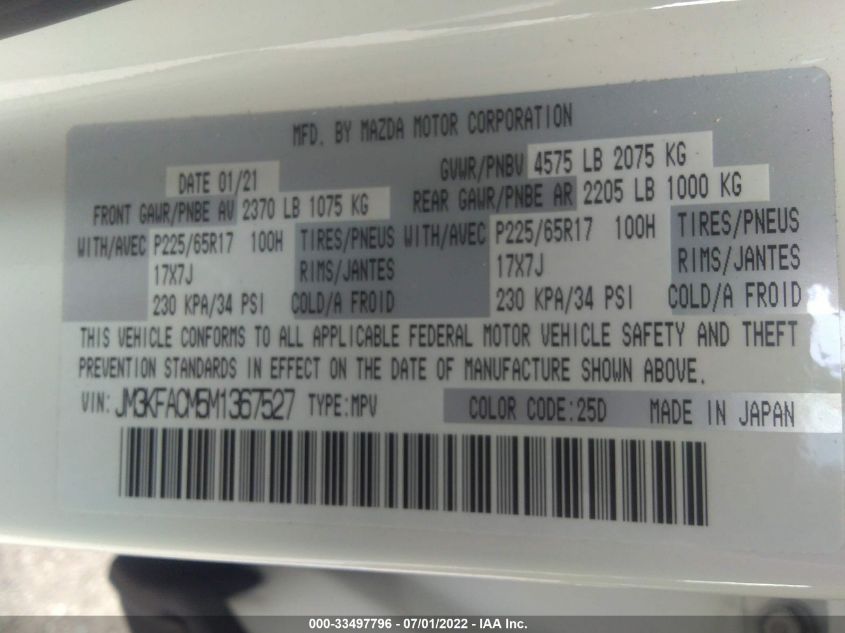 MFD. BY MAZDA MOTOR CORPORATION
DATE 01/21 GVWR/PNBV 4575 LB 2075 KG
FRONT GAWR/PNBE AV 2370 LB 1075 KG REAR GAWR/PNBE AR 2205 LB 1000 KG
WITH/AVEC P225/65R17 100H TIRES/PNEUS WITH/AVEC P225/65R17 100H TIRES/PNEUS
17X7J RIMS/JANTES 17X7J RIMS/JANTES
230 KPA/34 PSI COLD/A FROID 230 KPA/34 PSI COLD/A FROID
THIS VEHICLE CONFORMS TO ALL APPLICABLE FEDERAL MOTOR VEHICLE SAFETY AND THEFT
PREVENTION STANDARDS IN EFFECT ON THE DATE OF MANUFACTURE SHOWN ABOVE.
VIN: JM3KFACM5M1367527 TYPE:MPV COLOR CODE:25D MADE IN JAPAN
000-33497796 - 07/01/2022 - IAA Inc.